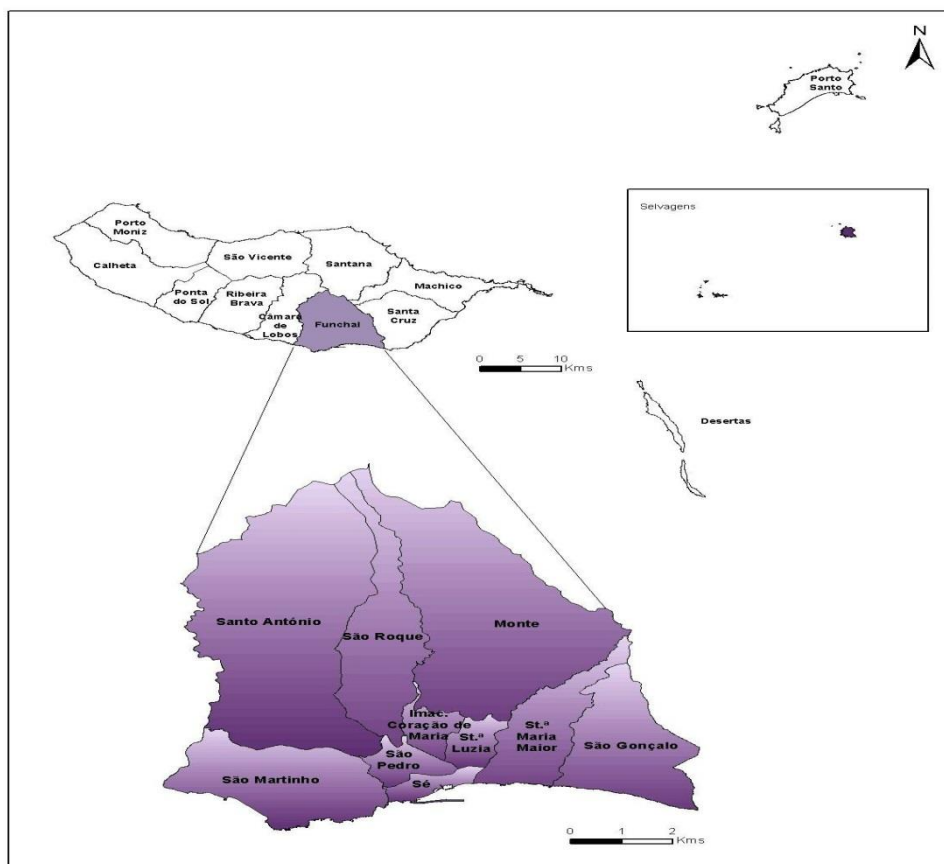 N
Porto
Santo
Selvagens
Porto
Moniz
São Vicente
Calheta
Santana
Ponta
do Sol
Ribeira
Brava
Machico
Câmara
de
Lobos
Funchal
Santa
Cruz
0 5 10
Kms
Desertas
Santo António
São Roque
Monte
Imac.
Coração de
Maria
St.ª
Luzia
St.ª
Maria
Maior
São Gonçalo
São
Pedro
São Martinho
Sé
0 1 2
Kms